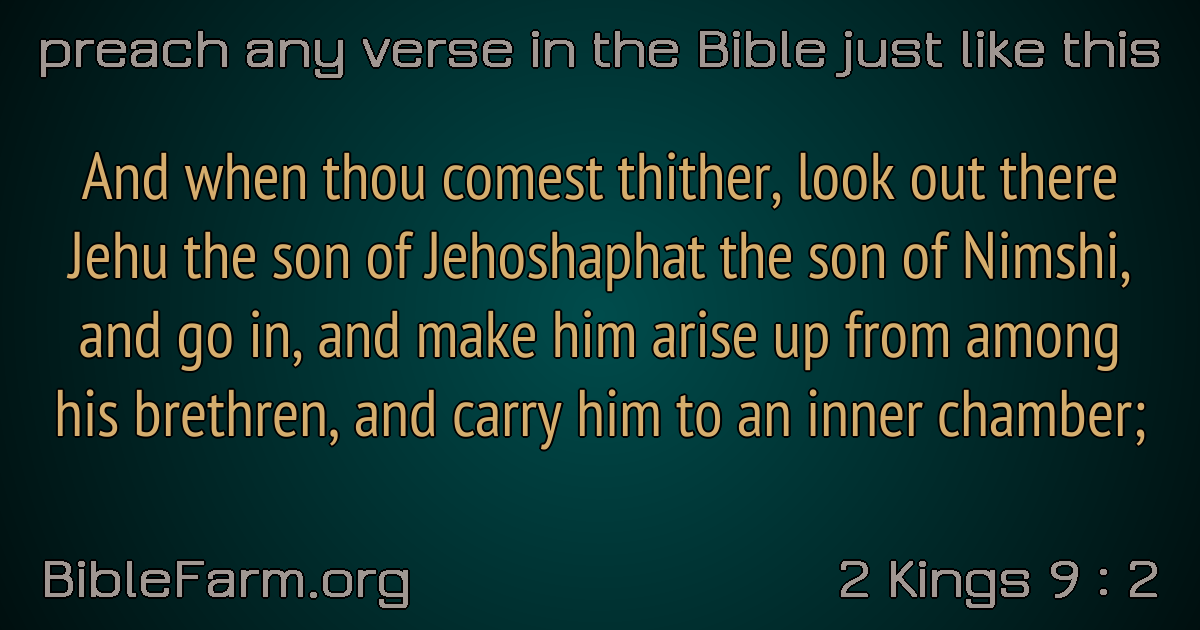 preach any verse in the Bible just like this
And when thou comest thither, look out there
Jehu the son of Jehoshaphat the son of Nimshi,
and go in, and make him arise up from among
his brethren, and carry him to an inner chamber;
BibleFarm.org
2 Kings 9 : 2